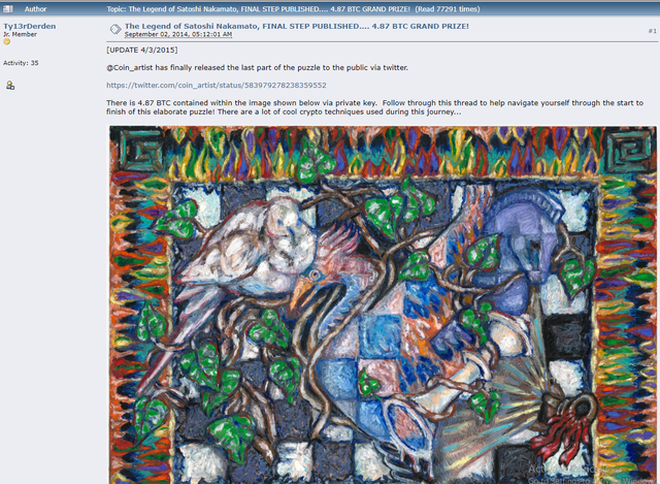 Author
Topic: The Legend of Satoshi Nakamato, FINAL STEP PUBLISHED.... 4.87 BTC GRAND PRIZE! (Read 77291 times)
Ty13rDerden
Jr. Member
Activity: 35
The Legend of Satoshi Nakamato, FINAL STEP PUBLISHED.... 4.87 BTC GRAND PRIZE!
September 02, 2014, 05:12:01 AM
#1
[UPDATE 4/3/2015]
@Coin_artist has finally released the last part of the puzzle to the public via twitter.
https://twitter.com/coin_artist/status/583979278238359552
There is 4.87 BTC contained within the image shown below via private key. Follow through this thread to help navigate yourself through the start to
finish of this elaborate puzzle! There are a lot of cool crypto techniques used during this journey...